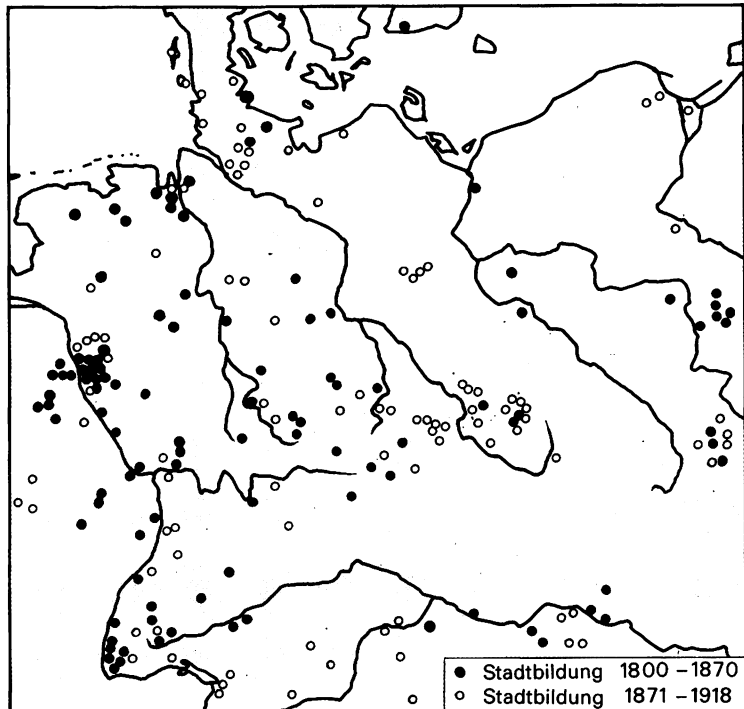 ● Stadtbildung 1800 – 1870
○ Stadtbildung 1871 – 1918